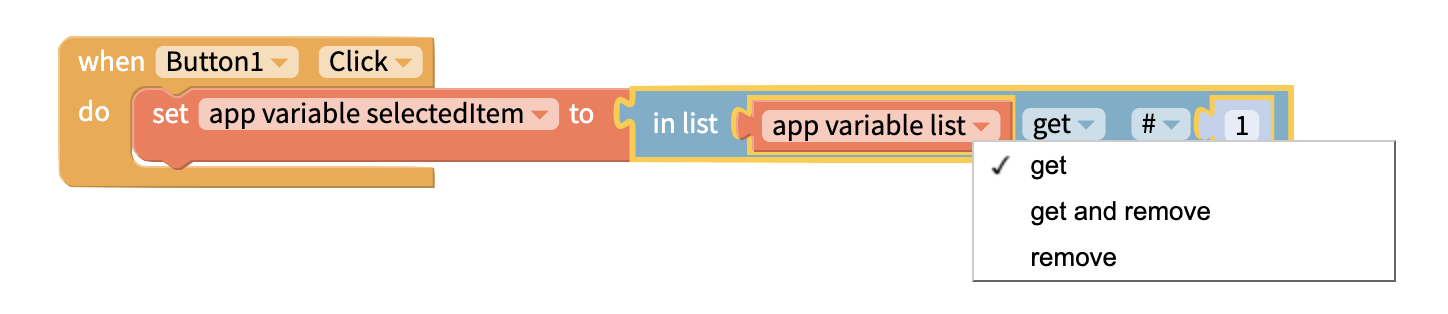 when Button1 Click
do set app variable selectedItem to in list app variable list get # 1
get
get and remove
remove